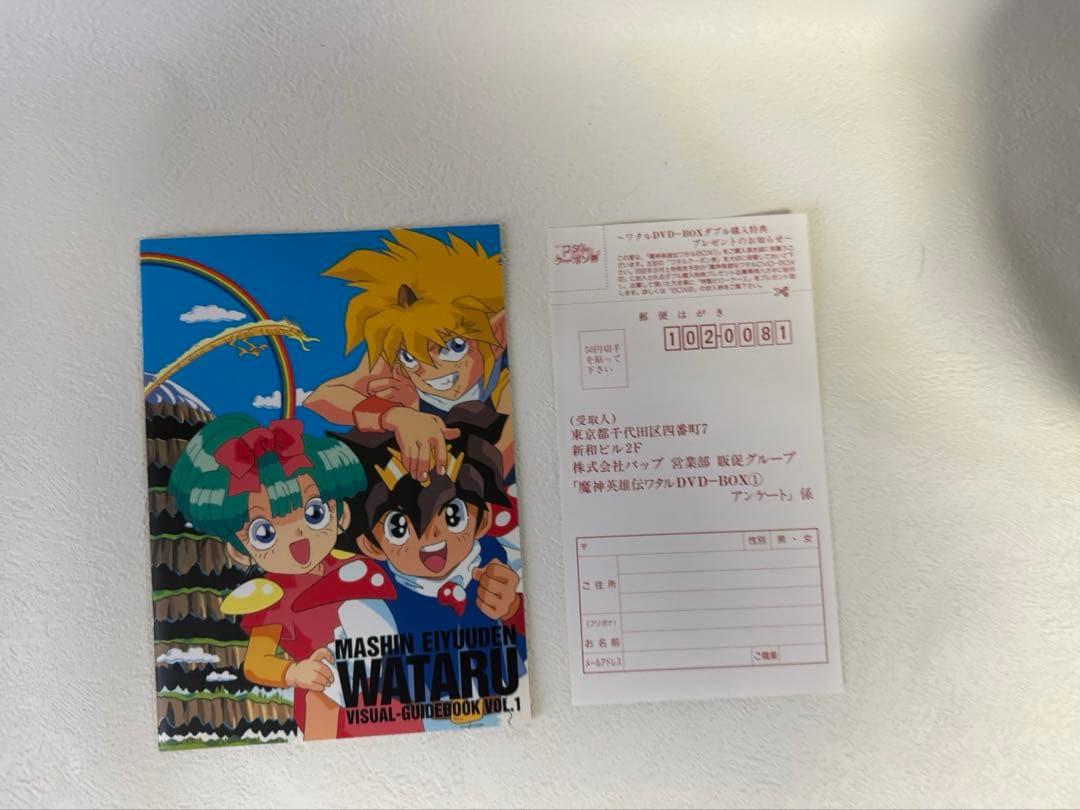 MASHIN EIYUUDEN
WATARU
VISUAL-GUIDEBOOK VOL.1
〜ワタルDVD-BOXダブル購入特典
プレゼントのお知らせ〜
ワタル
クーポン券
郵便はがき
102-0081
50円切手
を貼って
下さい
(受取人)
東京都千代田区四番町7
新和ビル2F
株式会社バップ 営業部 販促グループ
「魔神英雄伝ワタルDVD-BOX①
アンケート」係
〒
性別 男・女
ご住所
(フリガナ)
お名前
メールアドレス
ご職業